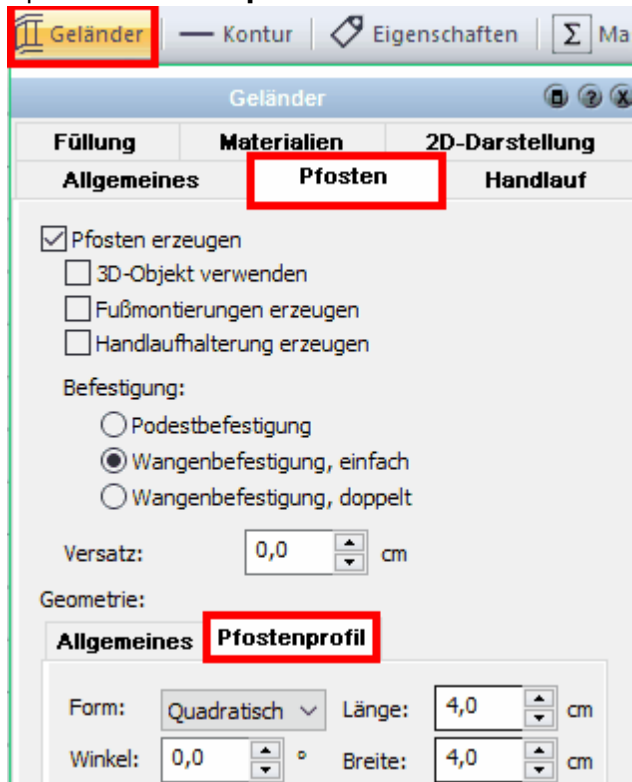 Geländer Kontur Eigenschaften Σ Ma
Geländer
Füllung Materialien 2D-Darstellung
Allgemeines Pfosten Handlauf
Pfosten erzeugen
3D-Objekt verwenden
Fußmontierungen erzeugen
Handlaufhalterung erzeugen
Befestigung:
Podestbefestigung
Wangenbefestigung, einfach
Wangenbefestigung, doppelt
Versatz: 0,0 cm
Geometrie:
Allgemeines Pfostenprofil
Form: Quadratisch Länge: 4,0 cm
Winkel: 0,0 ° Breite: 4,0 cm